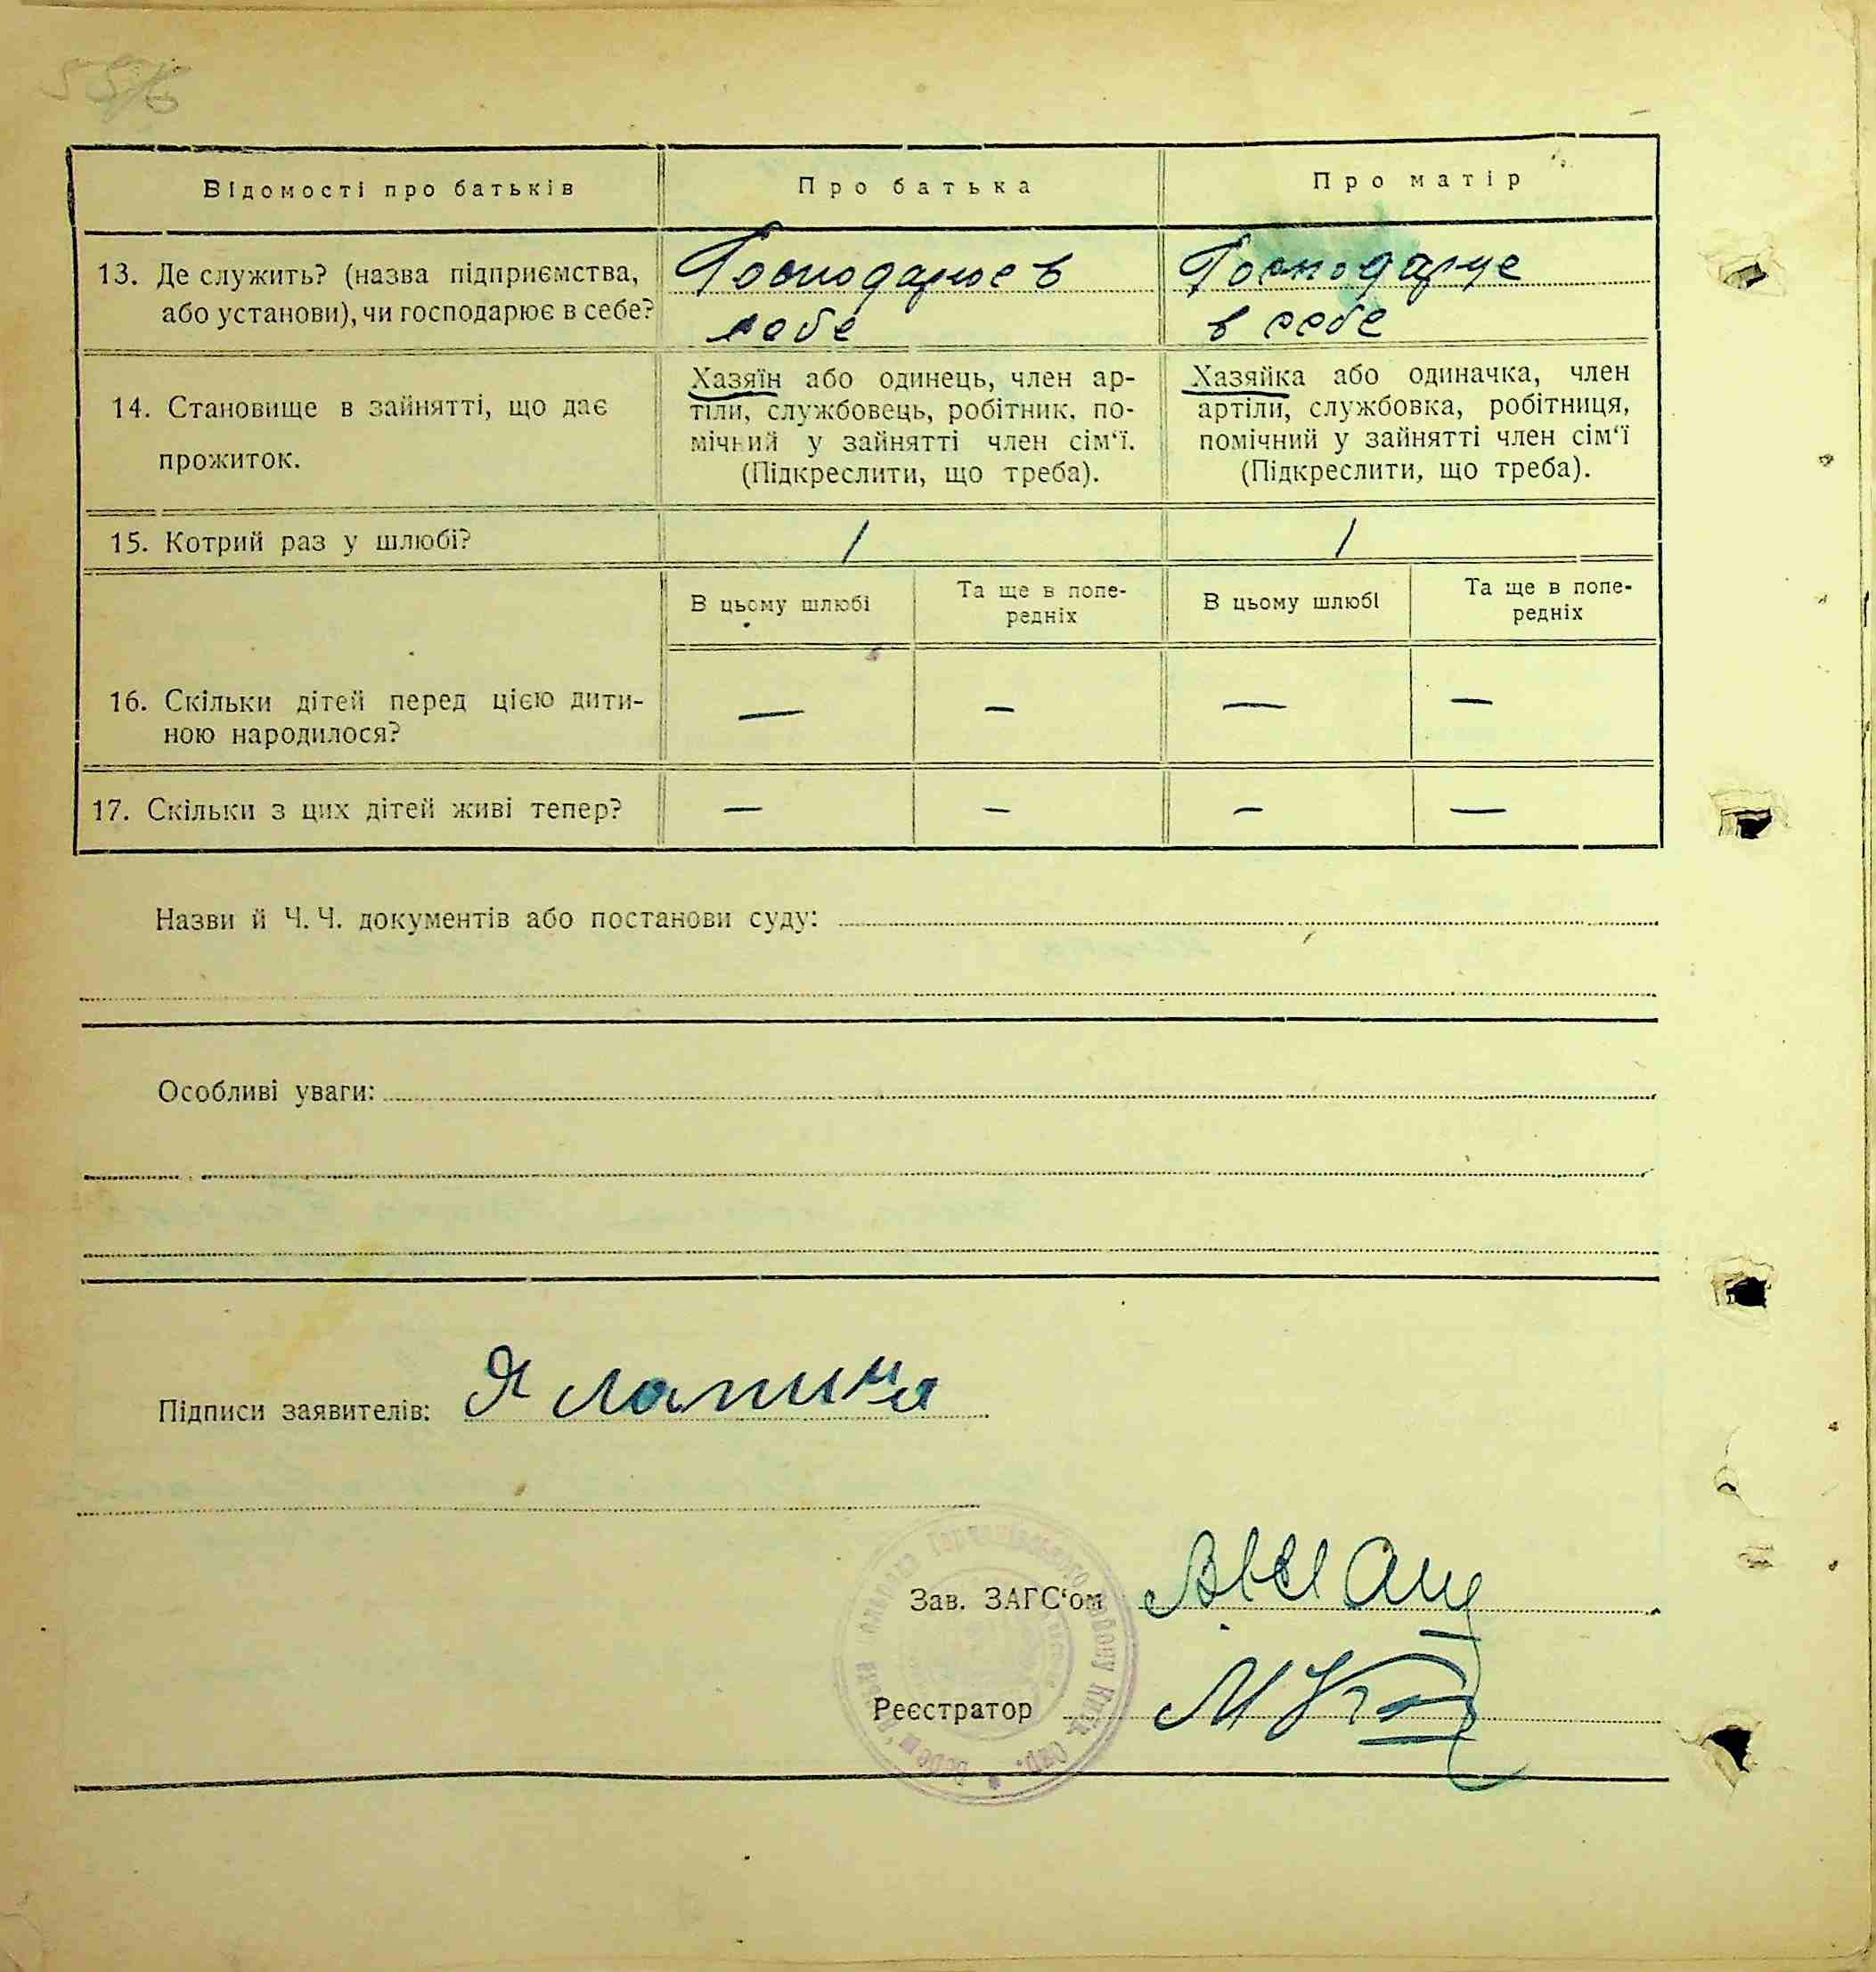 Відомості про батьків
Про батька
Про матір
13. Де служить? (назва підприємства,
або установи), чи господарює в себе?
Господарює в
себе
Господарує
в себе
14. Становище в зайнятті, що дає
прожиток.
Хазяїн або одинець, член ар-
тіли, службовець, робітник, по-
мічний у зайнятті член сім‘ї.
(Підкреслити, що треба).
Хазяйка або одиначка, член
артіли, службовка, робітниця,
помічний у зайнятті член сім‘ї
(Підкреслити, що треба).
15. Котрий раз у шлюбі?
1
1
В цьому шлюбі
Та ще в попе-
редніх
В цьому шлюбі
Та ще в попе-
редніх
16. Скільки дітей перед цією дити-
ною народилося?
— — — —
17. Скільки з цих дітей живі тепер?
— — — —
Назви й Ч. Ч. документів або постанови суду:
Особливі уваги:
Підписи заявителів:
Зав. ЗАГС‘ом
Реєстратор